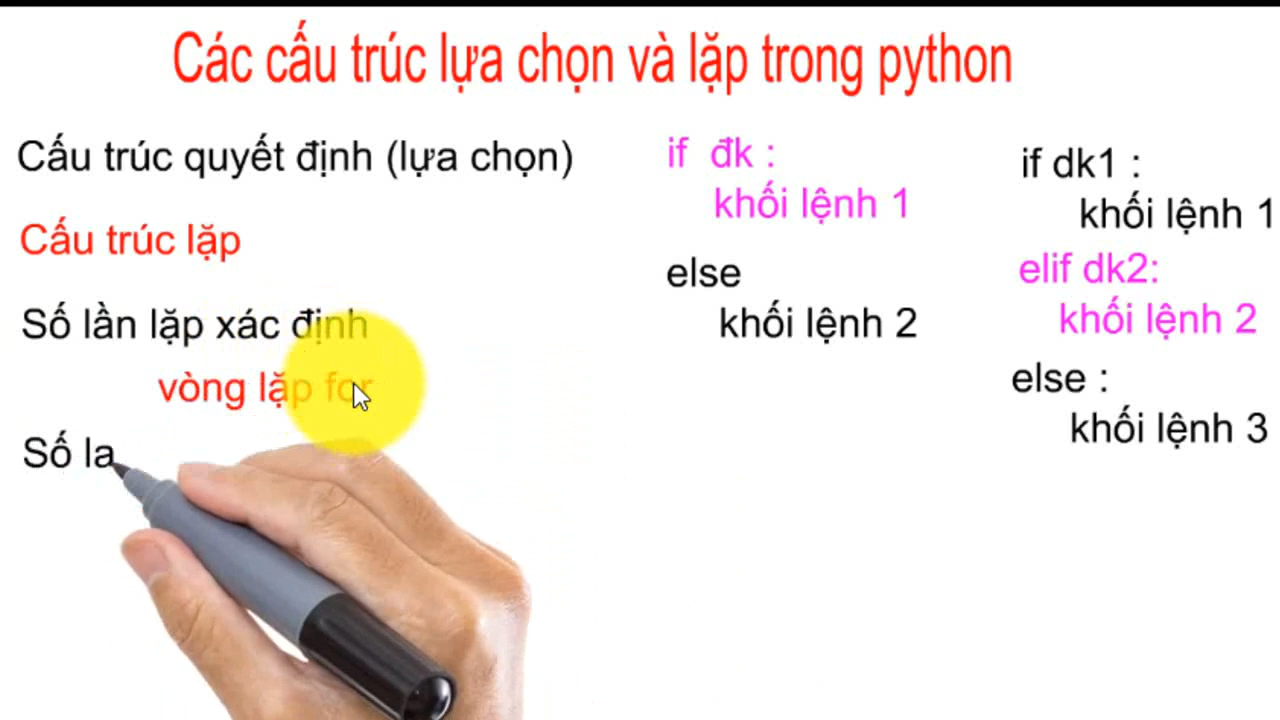 Các cấu trúc lựa chọn và lặp trong python
Cấu trúc quyết định (lựa chọn)
Cấu trúc lặp
Số lần lặp xác định
vòng lặp for
Số la
if đk :
khối lệnh 1
else
khối lệnh 2
if dk1 :
khối lệnh 1
elif dk2:
khối lệnh 2
else :
khối lệnh 3